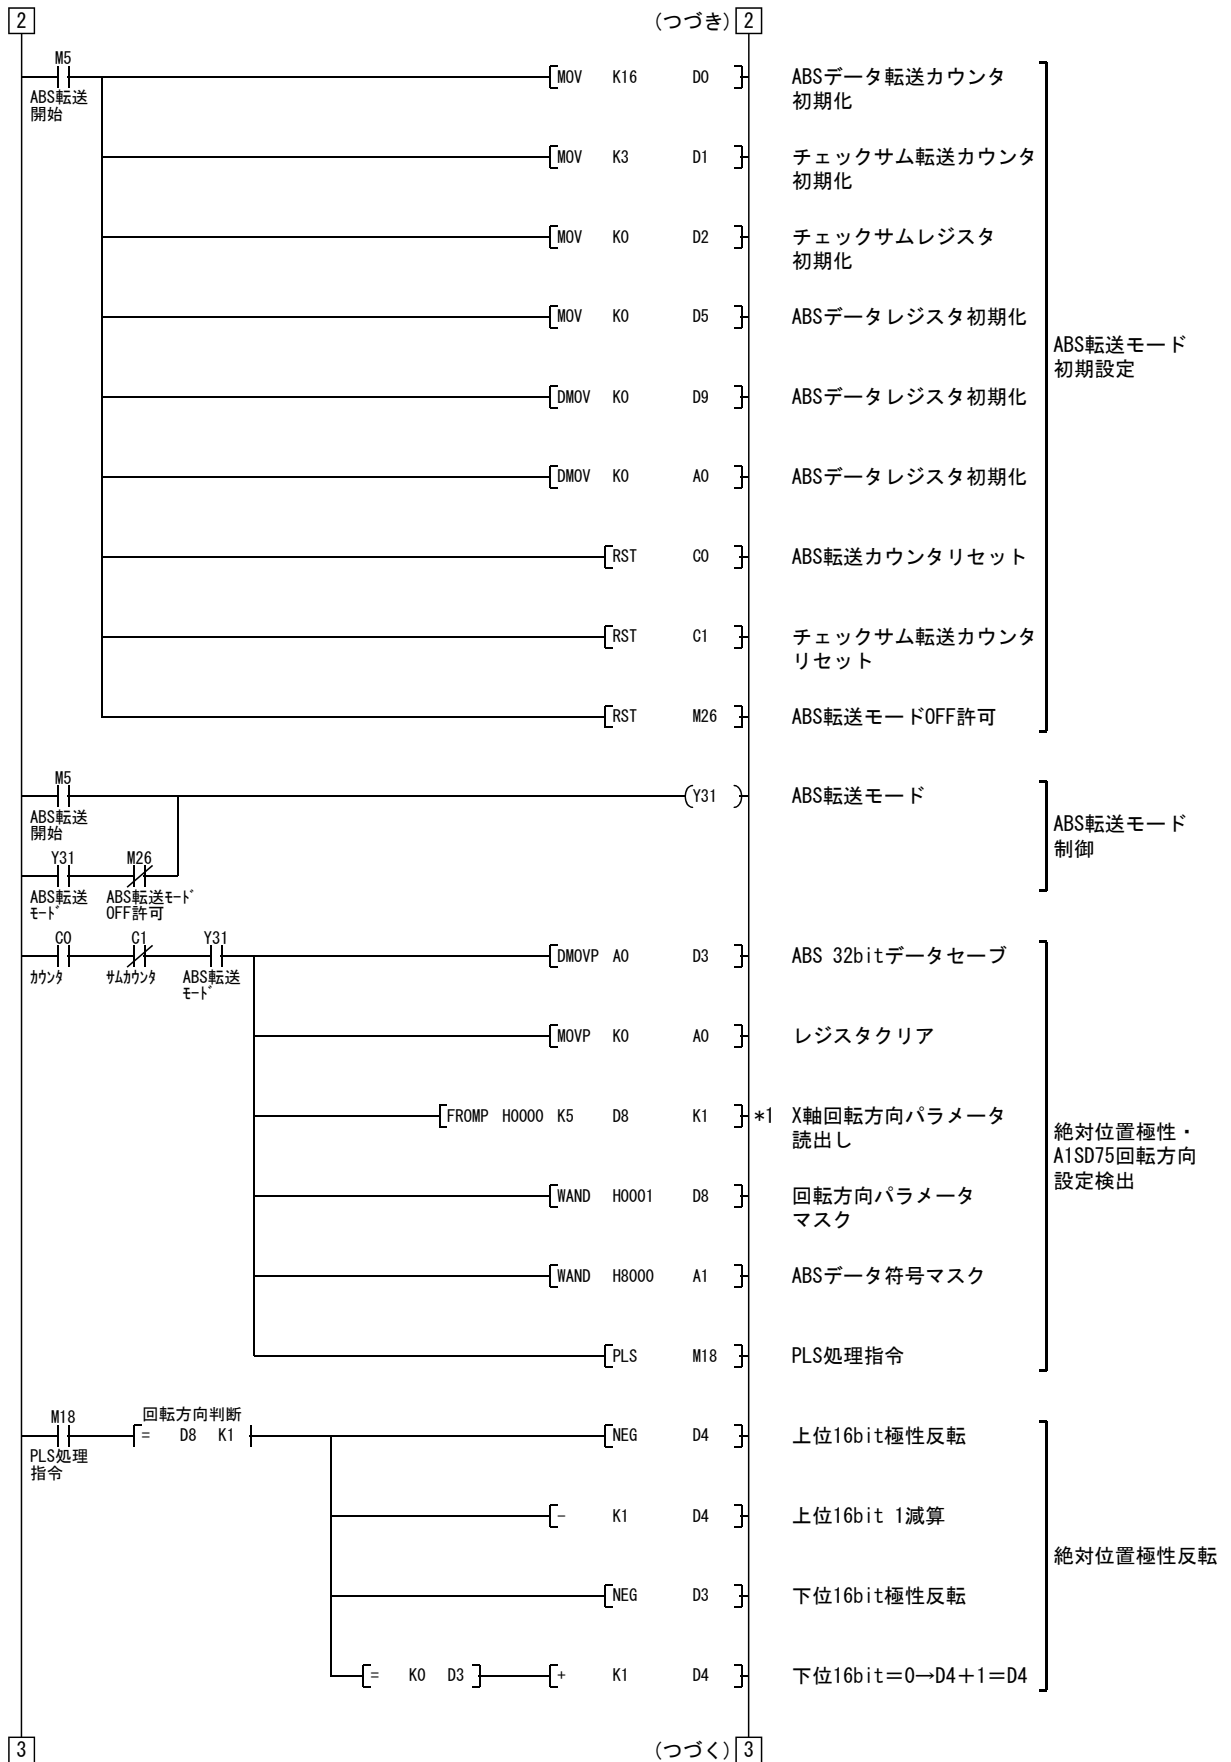 2 (つづき) 2
M5
ABS転送
開始
MOV K16 D0 ABSデータ転送カウンタ
初期化
MOV K3 D1 チェックサム転送カウンタ
初期化
MOV K0 D2 チェックサムレジスタ
初期化
MOV K0 D5 ABSデータレジスタ初期化
ABS転送モード
初期設定
DMOV K0 D9 ABSデータレジスタ初期化
DMOV K0 A0 ABSデータレジスタ初期化
RST C0 ABS転送カウンタリセット
RST C1 チェックサム転送カウンタ
リセット
RST M26 ABS転送モードOFF許可
M5
ABS転送
開始
Y31 ABS転送モード
ABS転送モード
制御
Y31 M26
ABS転送
ﾓｰﾄﾞ
ABS転送ﾓｰﾄﾞ
OFF許可
C0 C1 Y31
ｶｳﾝﾀ ｻﾑｶｳﾝﾀ ABS転送
ﾓｰﾄﾞ
DMOVP A0 D3 ABS 32bitデータセーブ
MOVP K0 A0 レジスタクリア
FROMP H0000 K5 D8 K1 *1 X軸回転方向パラメータ
読出し
絶対位置極性・
A1SD75回転方向
設定検出
WAND H0001 D8 回転方向パラメータ
マスク
WAND H8000 A1 ABSデータ符号マスク
PLS M18 PLS処理指令
M18 回転方向判断
PLS処理
指令
= D8 K1
NEG D4 上位16bit極性反転
- K1 D4 上位16bit 1減算
絶対位置極性反転
NEG D3 下位16bit極性反転
= K0 D3 + K1 D4 下位16bit＝0→D4＋1＝D4
3 (つづく) 3